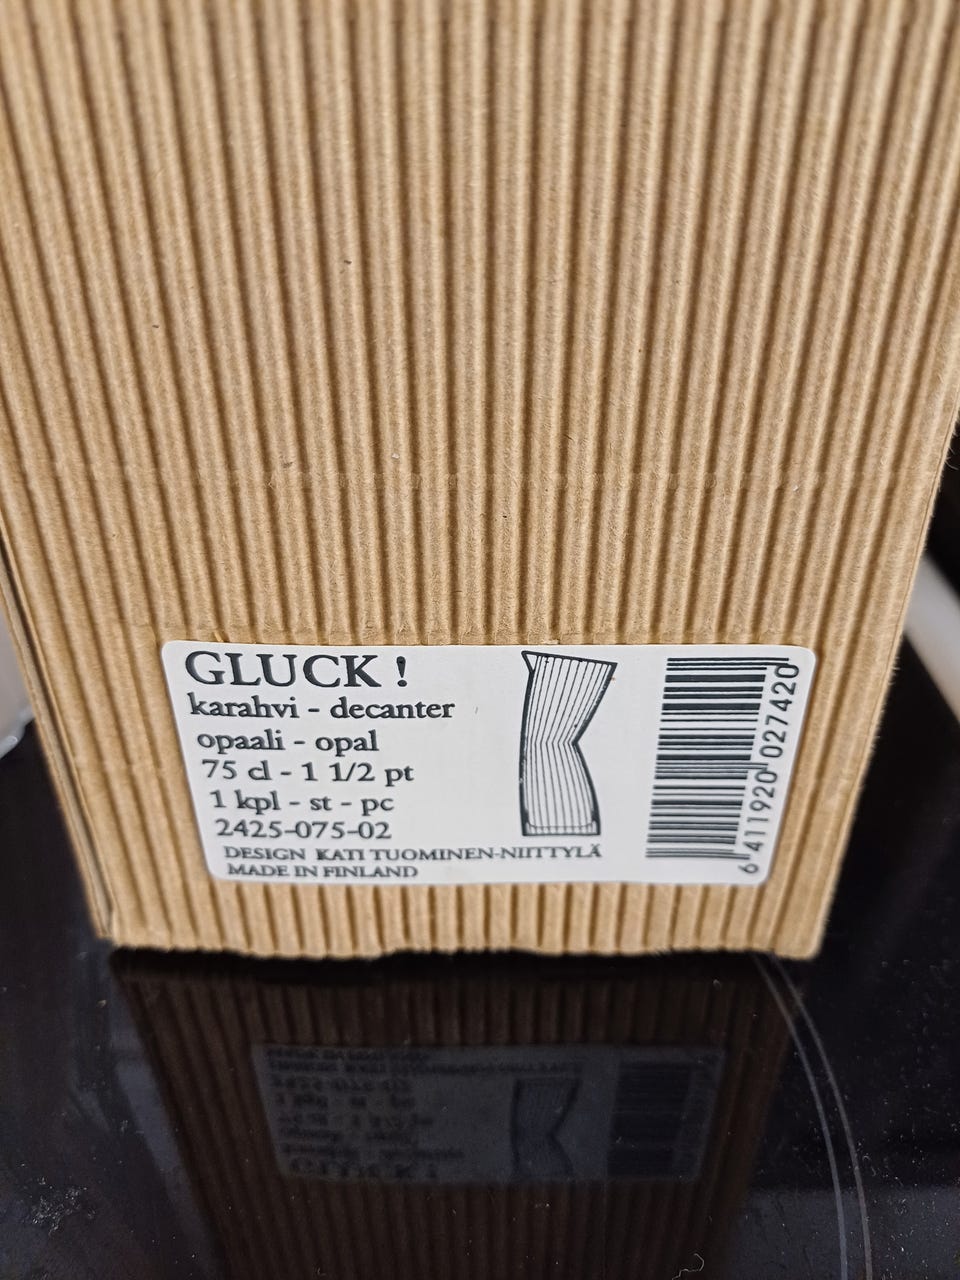 GLUCK !
karahvi - decanter
opaali - opal
75 cl - 1 1/2 pt
1 kpl - st - pc
2425-075-02
DESIGN KATI TUOMINEN-NIITTYLÄ
MADE IN FINLAND
6 411920 027420